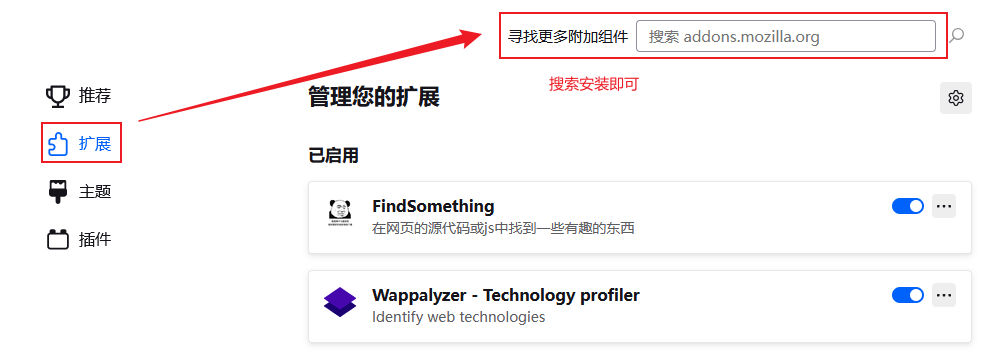 寻找更多附加组件
搜索 addons.mozilla.org
搜索安装即可
推荐
扩展
主题
插件
管理您的扩展
已启用
FindSomething
在网页的源代码或js中找到一些有趣的东西
Wappalyzer - Technology profiler
Identify web technologies